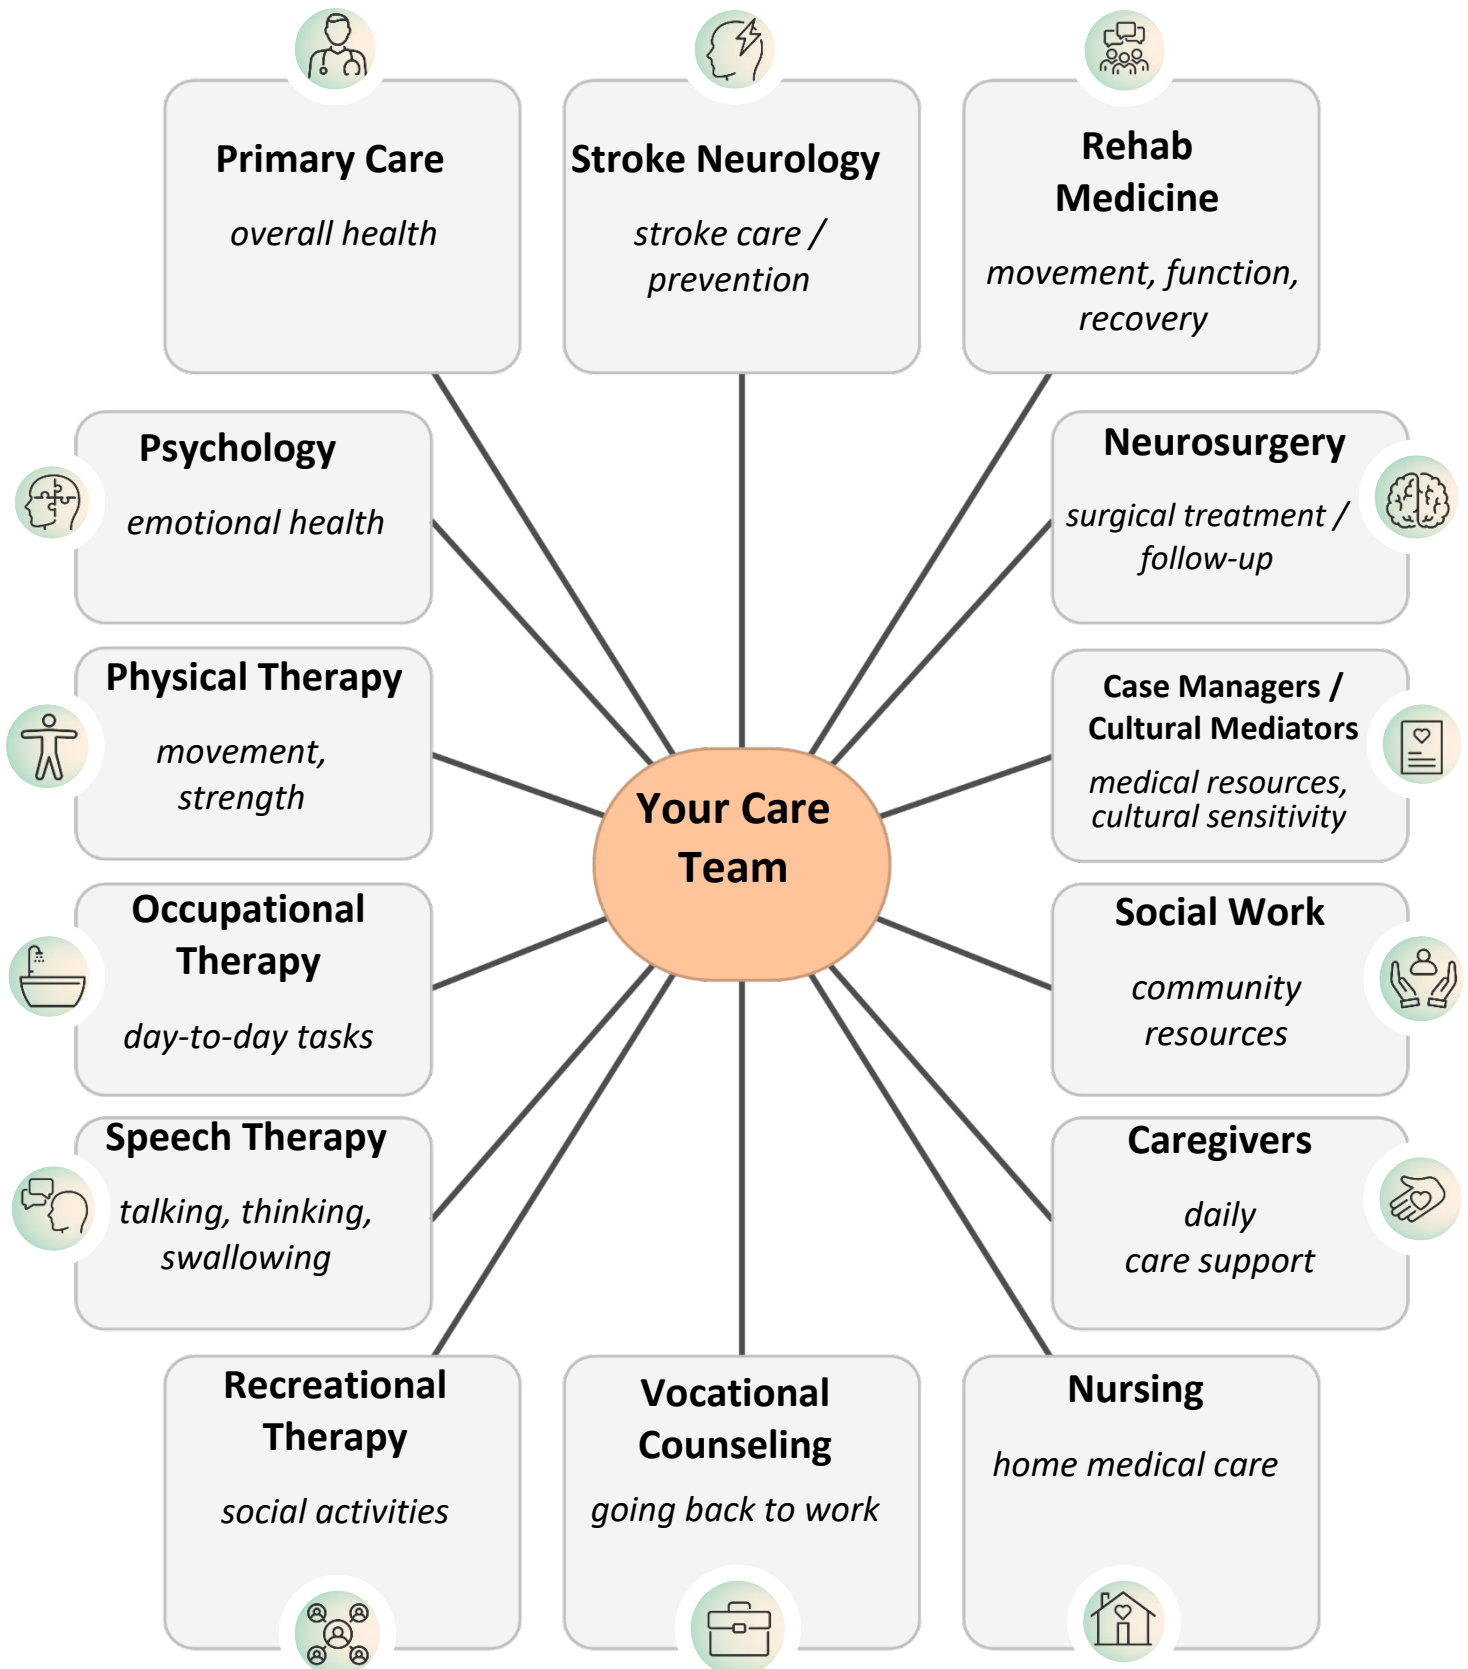 Primary Care
overall health
Stroke Neurology
stroke care /
prevention
Rehab
Medicine
movement, function,
recovery
Psychology
emotional health
Neurosurgery
surgical treatment /
follow-up
Physical Therapy
movement,
strength
Case Managers /
Cultural Mediators
medical resources,
cultural sensitivity
Your Care
Team
Occupational
Therapy
day-to-day tasks
Social Work
community
resources
Speech Therapy
talking, thinking,
swallowing
Caregivers
daily
care support
Recreational
Therapy
social activities
Vocational
Counseling
going back to work
Nursing
home medical care